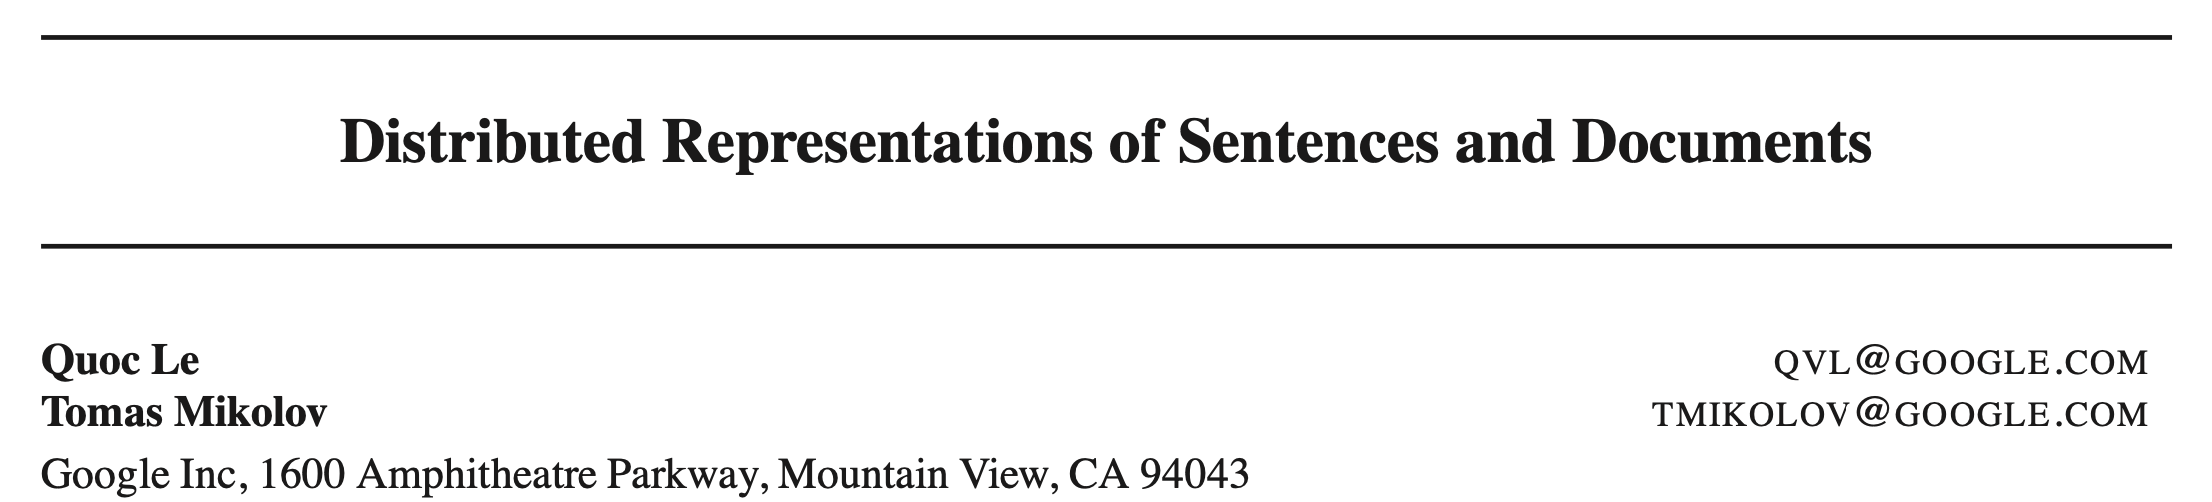 Distributed Representations of Sentences and Documents
Quoc Le QVL@GOOGLE.COM
Tomas Mikolov TMIKOLOV@GOOGLE.COM
Google Inc, 1600 Amphitheatre Parkway, Mountain View, CA 94043